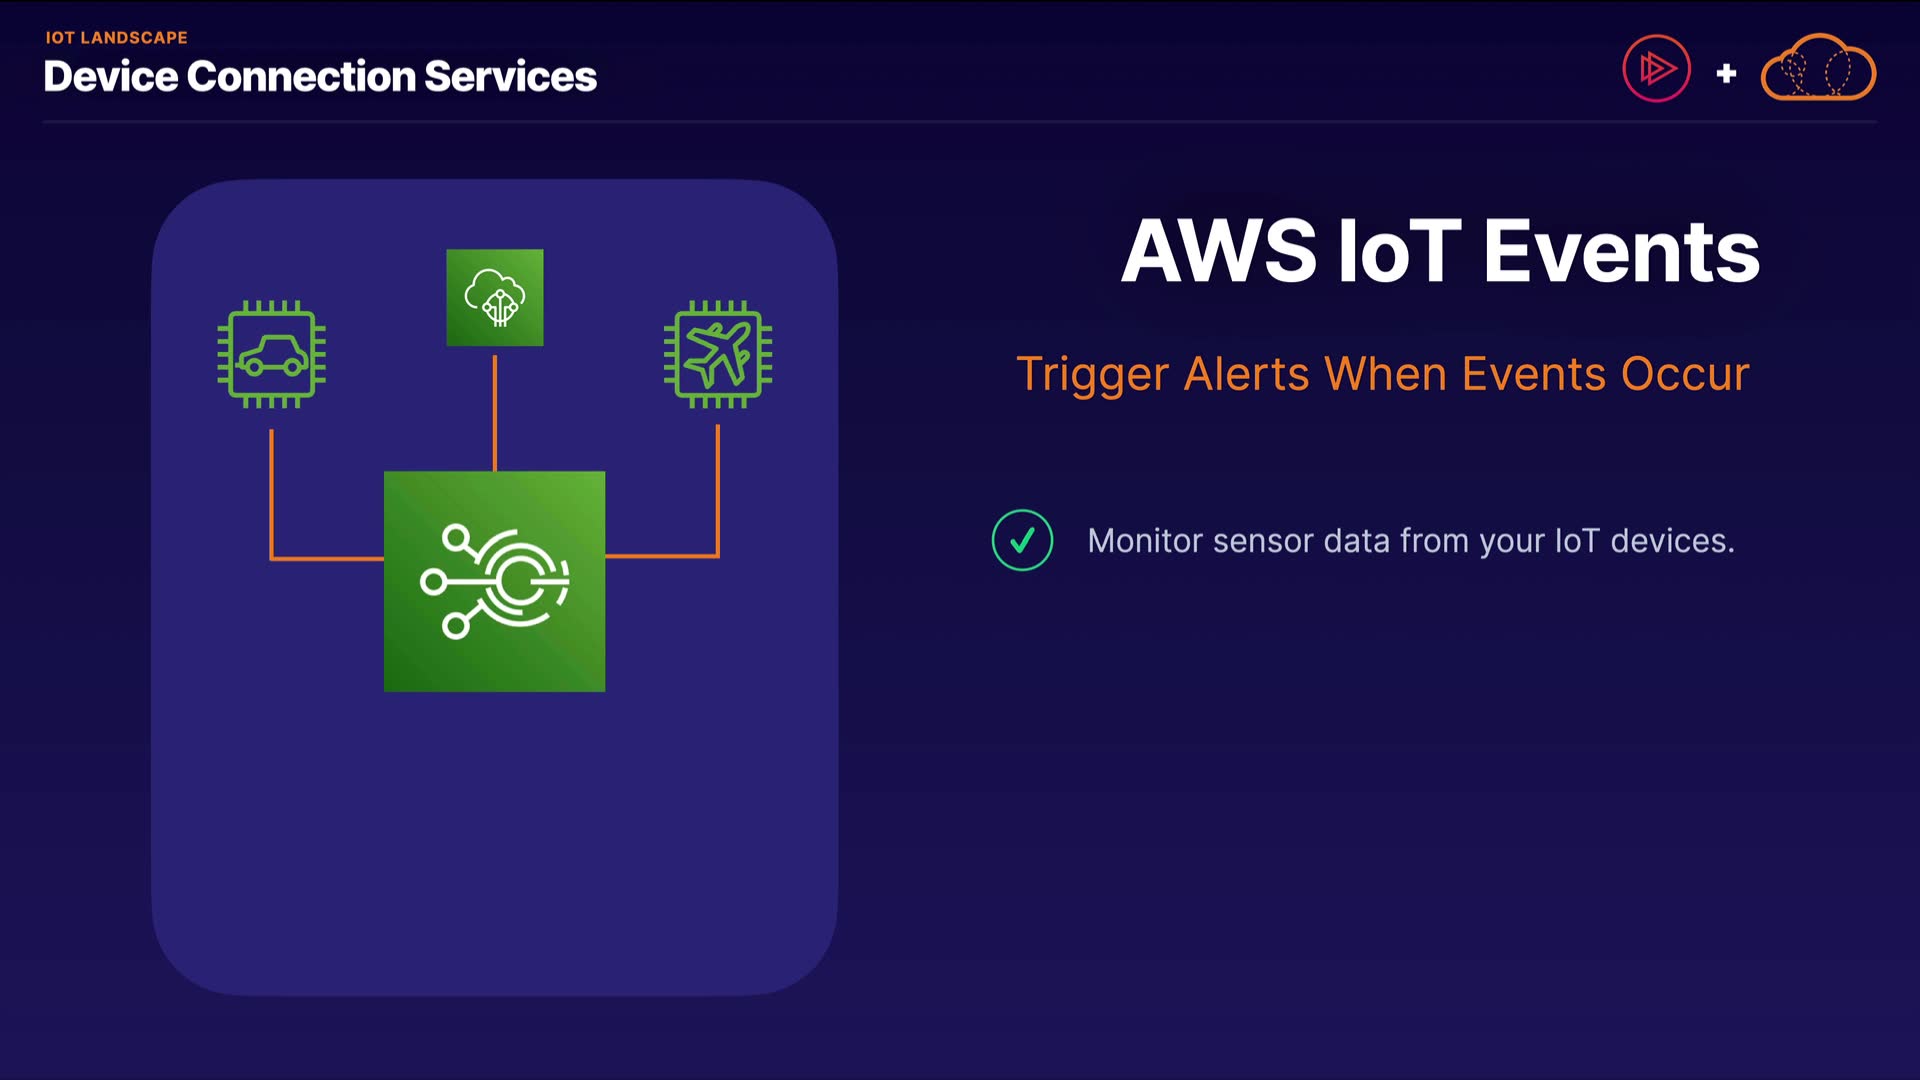 IOT LANDSCAPE
Device Connection Services
AWS IoT Events
Trigger Alerts When Events Occur
Monitor sensor data from your IoT devices.